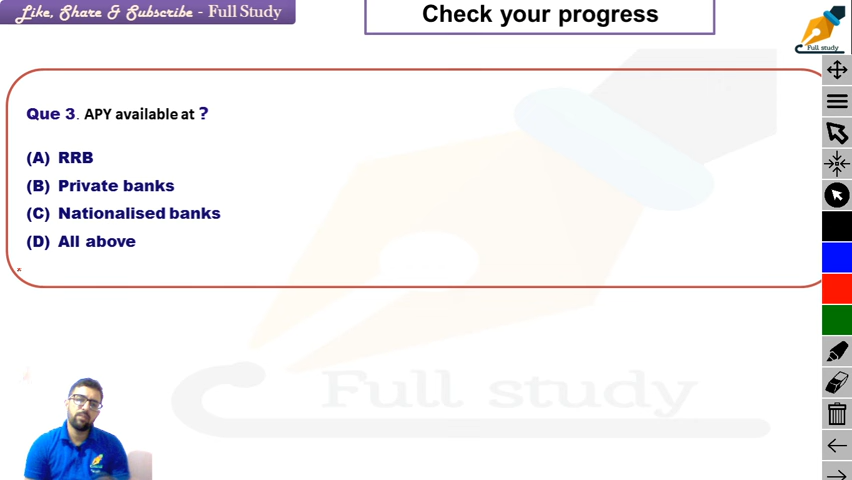 Like, Share & Subscribe - Full Study
Check your progress
Full study
Que 3. APY available at ?
(A) RRB
(B) Private banks
(C) Nationalised banks
(D) All above
Full study